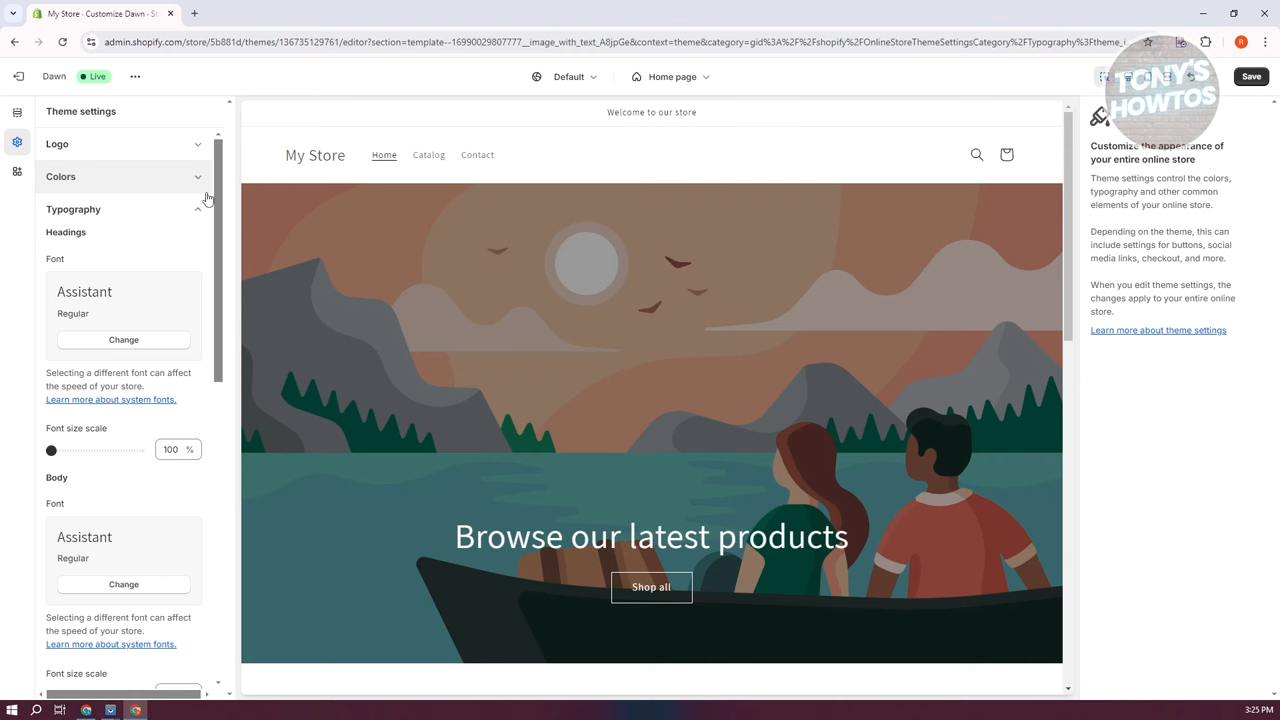 My Store · Customize Dawn · S
admin.shopify.com/store/5b881d/themes/136735129761/editor?section=template--16990029807777__image_with_text_A8jpGe&context=theme&category=gid%3A%2F%2Fshopify%2FOnlineStoreThemeSettingsCategory%2FTypography%3Ftheme_i...
R
Dawn
Live
Default
Home page
Save
TONY'S
HOWTOS
Theme settings
Logo
Colors
Typography
Headings
Font
Assistant
Regular
Change
Selecting a different font can affect
the speed of your store.
Learn more about system fonts.
Font size scale
100 %
Body
Font
Assistant
Regular
Change
Selecting a different font can affect
the speed of your store.
Learn more about system fonts.
Font size scale
Welcome to our store
My Store
Home
Catalog
Contact
Browse our latest products
Shop all
Customize the appearance of
your entire online store
Theme settings control the colors,
typography and other common
elements of your online store.
Depending on the theme, this can
include settings for buttons, social
media links, checkout, and more.
When you edit theme settings, the
changes apply to your entire online
store.
Learn more about theme settings
3:25 PM